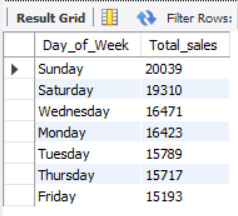 Result Grid Filter Rows:
Day_of_Week Total_sales
Sunday 20039
Saturday 19310
Wednesday 16471
Monday 16423
Tuesday 15789
Thursday 15717
Friday 15193